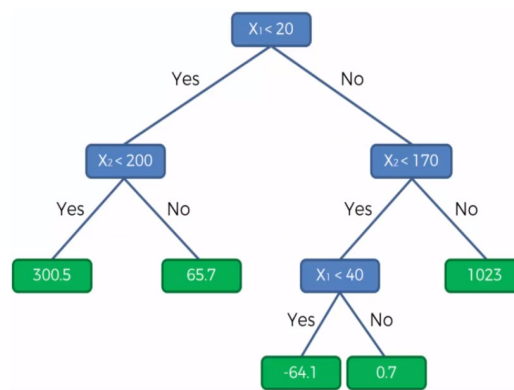 X₁ < 20
Yes
No
X₂ < 200
X₂ < 170
Yes
No
Yes
No
300.5
65.7
X₁ < 40
1023
Yes
No
-64.1
0.7